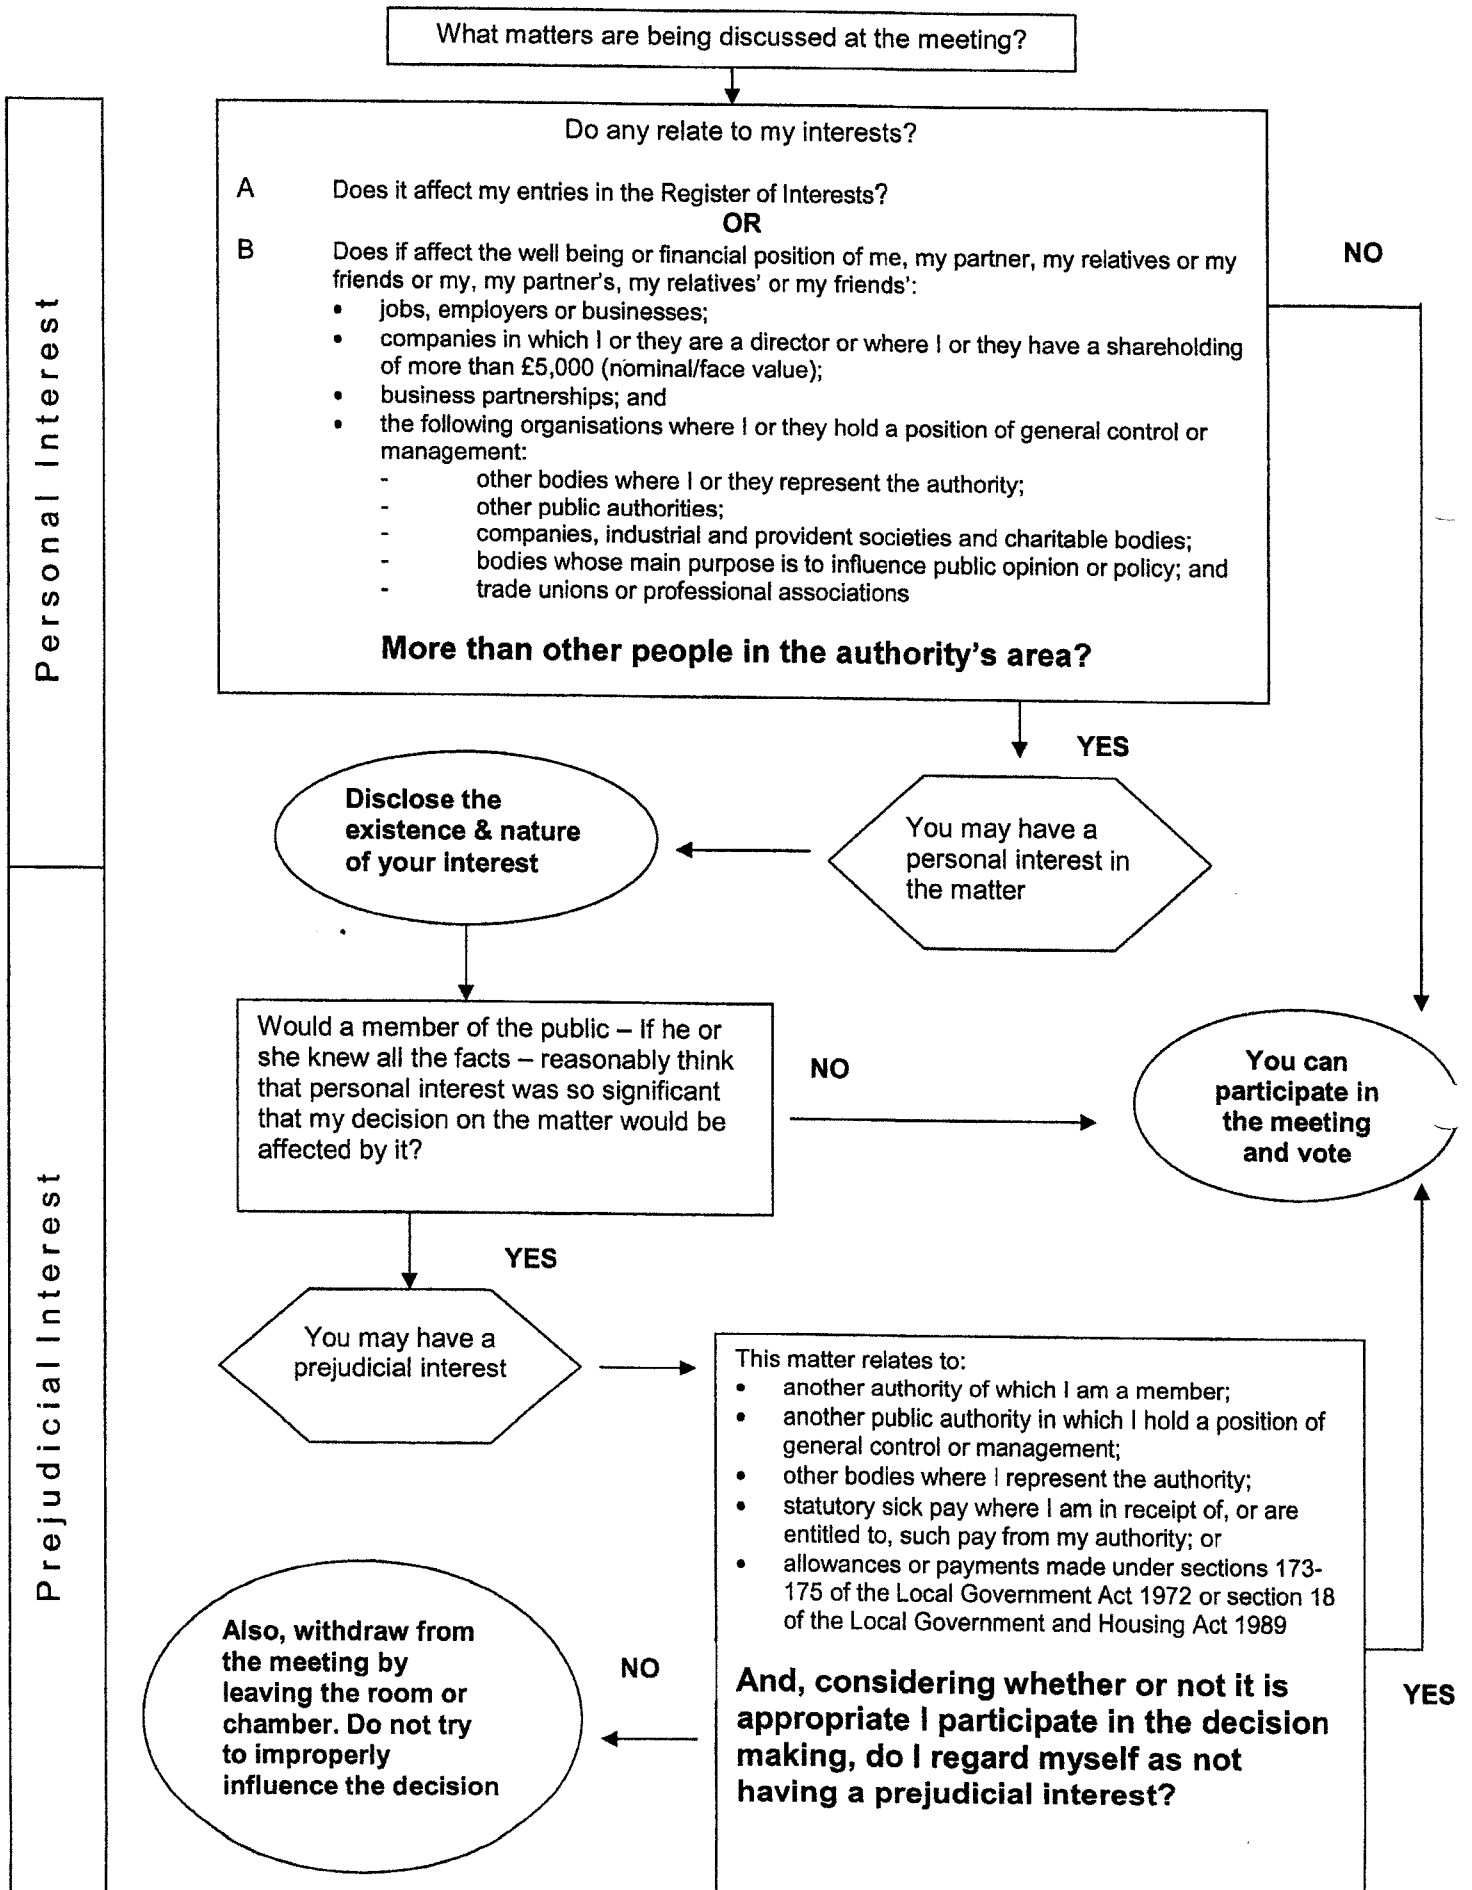 What matters are being discussed at the meeting?
Personal Interest
Do any relate to my interests?
A Does it affect my entries in the Register of Interests?
OR
B Does if affect the well being or financial position of me, my partner, my relatives or my
friends or my, my partner's, my relatives' or my friends':
• jobs, employers or businesses;
• companies in which I or they are a director or where I or they have a shareholding
of more than £5,000 (nominal/face value);
• business partnerships; and
• the following organisations where I or they hold a position of general control or
management:
- other bodies where I or they represent the authority;
- other public authorities;
- companies, industrial and provident societies and charitable bodies;
- bodies whose main purpose is to influence public opinion or policy; and
- trade unions or professional associations
More than other people in the authority's area?
NO
YES
You may have a
personal interest in
the matter
Disclose the
existence & nature
of your interest
Prejudicial Interest
Would a member of the public – if he or
she knew all the facts – reasonably think
that personal interest was so significant
that my decision on the matter would be
affected by it?
NO
You can
participate in
the meeting
and vote
YES
You may have a
prejudicial interest
This matter relates to:
• another authority of which I am a member;
• another public authority in which I hold a position of
general control or management;
• other bodies where I represent the authority;
• statutory sick pay where I am in receipt of, or are
entitled to, such pay from my authority; or
• allowances or payments made under sections 173-
175 of the Local Government Act 1972 or section 18
of the Local Government and Housing Act 1989
And, considering whether or not it is
appropriate I participate in the decision
making, do I regard myself as not
having a prejudicial interest?
YES
NO
Also, withdraw from
the meeting by
leaving the room or
chamber. Do not try
to improperly
influence the decision